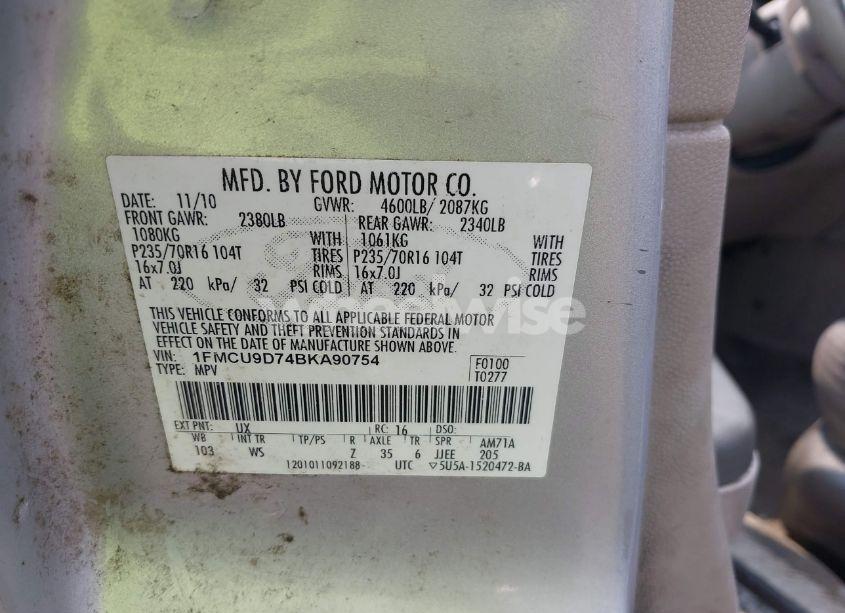 MFD. BY FORD MOTOR CO.
DATE: 11/10 GVWR: 4600LB/ 2087KG
FRONT GAWR: 2380LB REAR GAWR: 2340LB
1080KG WITH 1061KG WITH
P235/70R16 104T TIRES P235/70R16 104T TIRES
16x7.0J RIMS 16x7.0J RIMS
AT 220 kPa/ 32 PSI COLD AT 220 kPa/ 32 PSI COLD
wheelwise
THIS VEHICLE CONFORMS TO ALL APPLICABLE FEDERAL MOTOR
VEHICLE SAFETY AND THEFT PREVENTION STANDARDS IN
EFFECT ON THE DATE OF MANUFACTURE SHOWN ABOVE.
VIN: 1FMCU9D74BKA90754 F0100
TYPE: MPV T0277
EXT PNT: UX RC: 16 DSO:
WB INT TR TP/PS R AXLE TR SPR AM71A
103 WS Z 35 6 JJEE 205
1201011092188- UTC ▽5U5A-1520472-BA